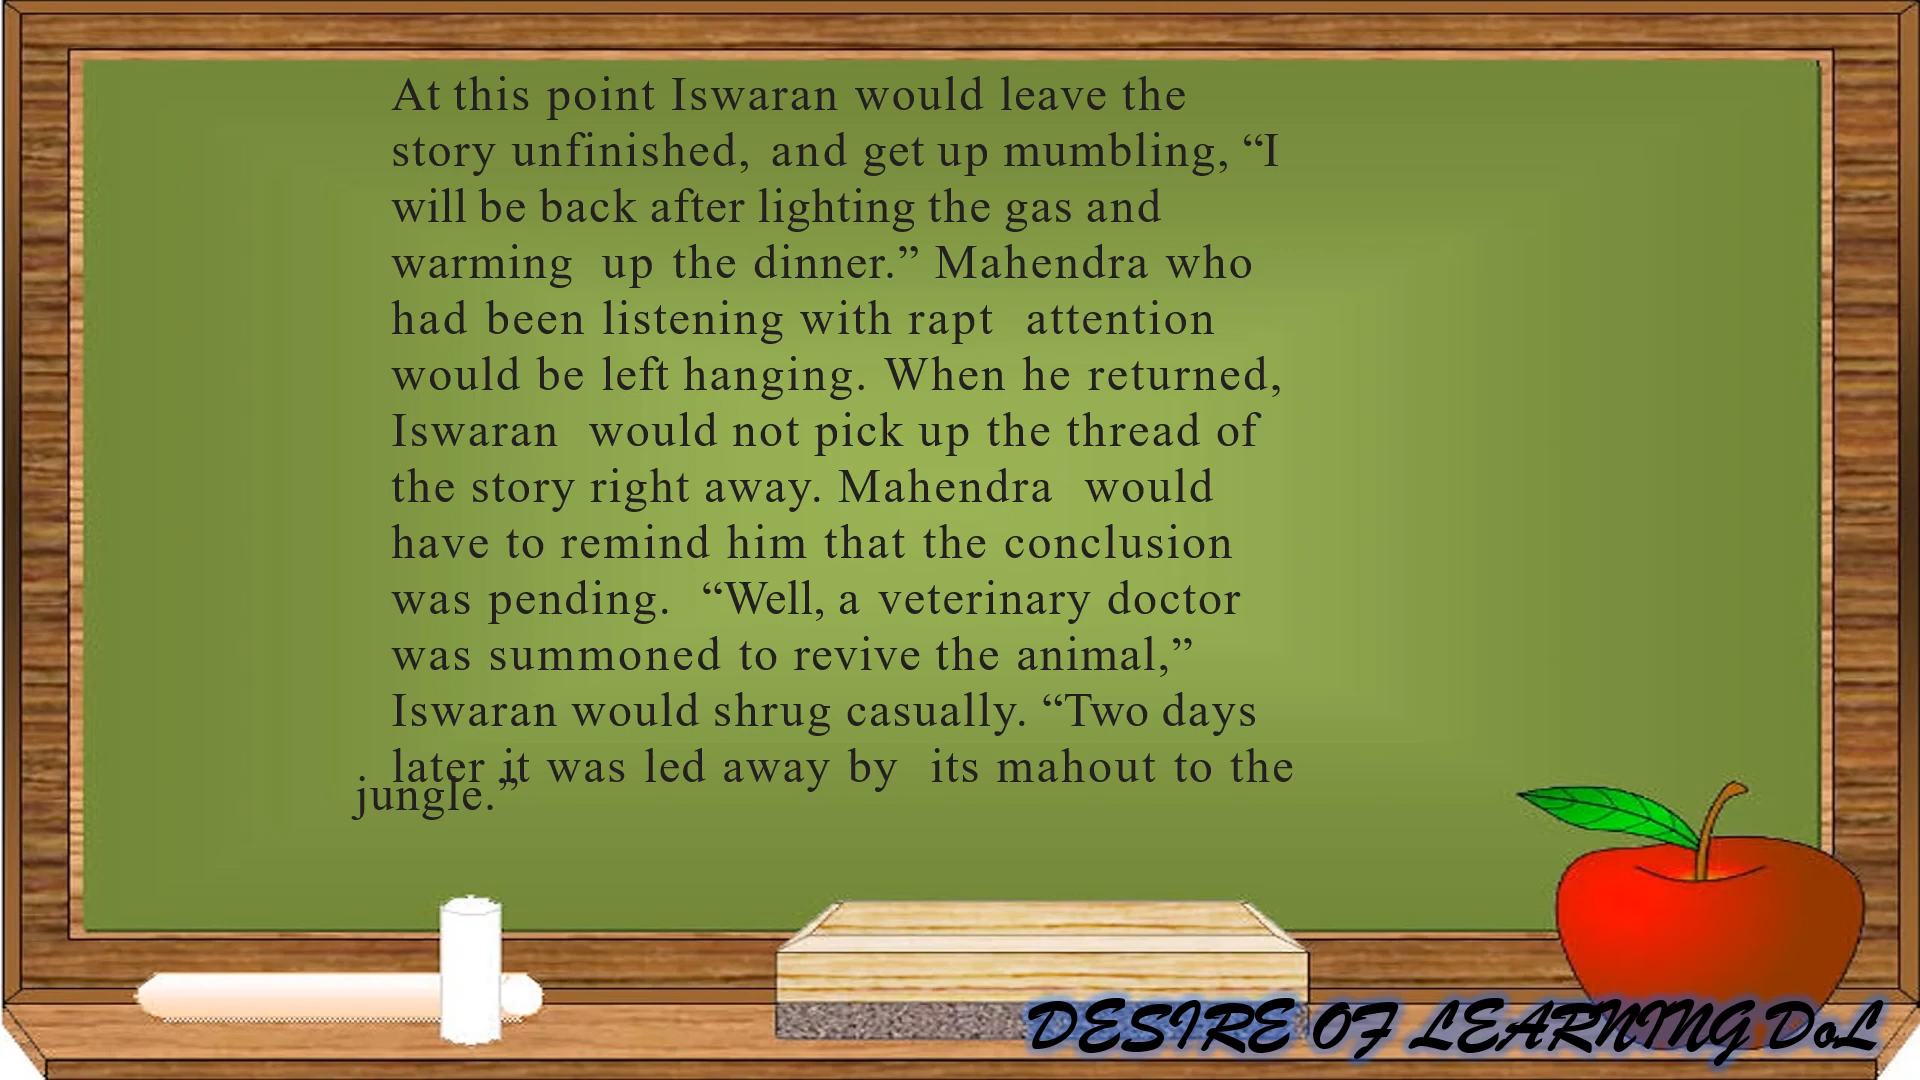 At this point Iswaran would leave the
story unfinished, and get up mumbling, “I
will be back after lighting the gas and
warming up the dinner.” Mahendra who
had been listening with rapt attention
would be left hanging. When he returned,
Iswaran would not pick up the thread of
the story right away. Mahendra would
have to remind him that the conclusion
was pending. “Well, a veterinary doctor
was summoned to revive the animal,”
Iswaran would shrug casually. “Two days
later it was led away by its mahout to the
jungle.”
DESIRE OF LEARNING DoL